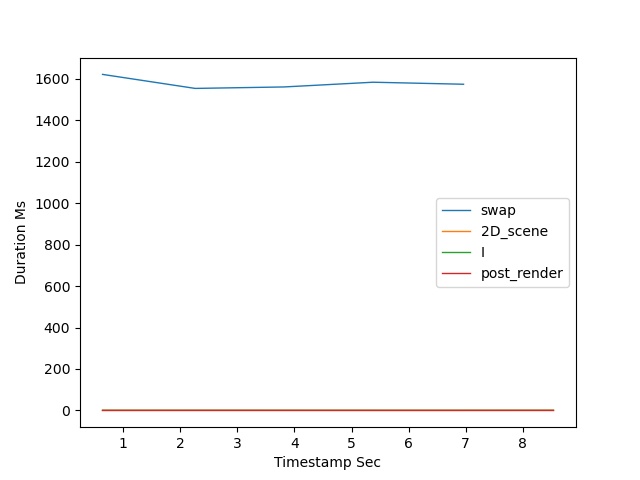 1600
1400
1200
1000
800
600
400
200
0
Duration Ms
swap
2D_scene
I
post_render
1 2 3 4 5 6 7 8
Timestamp Sec